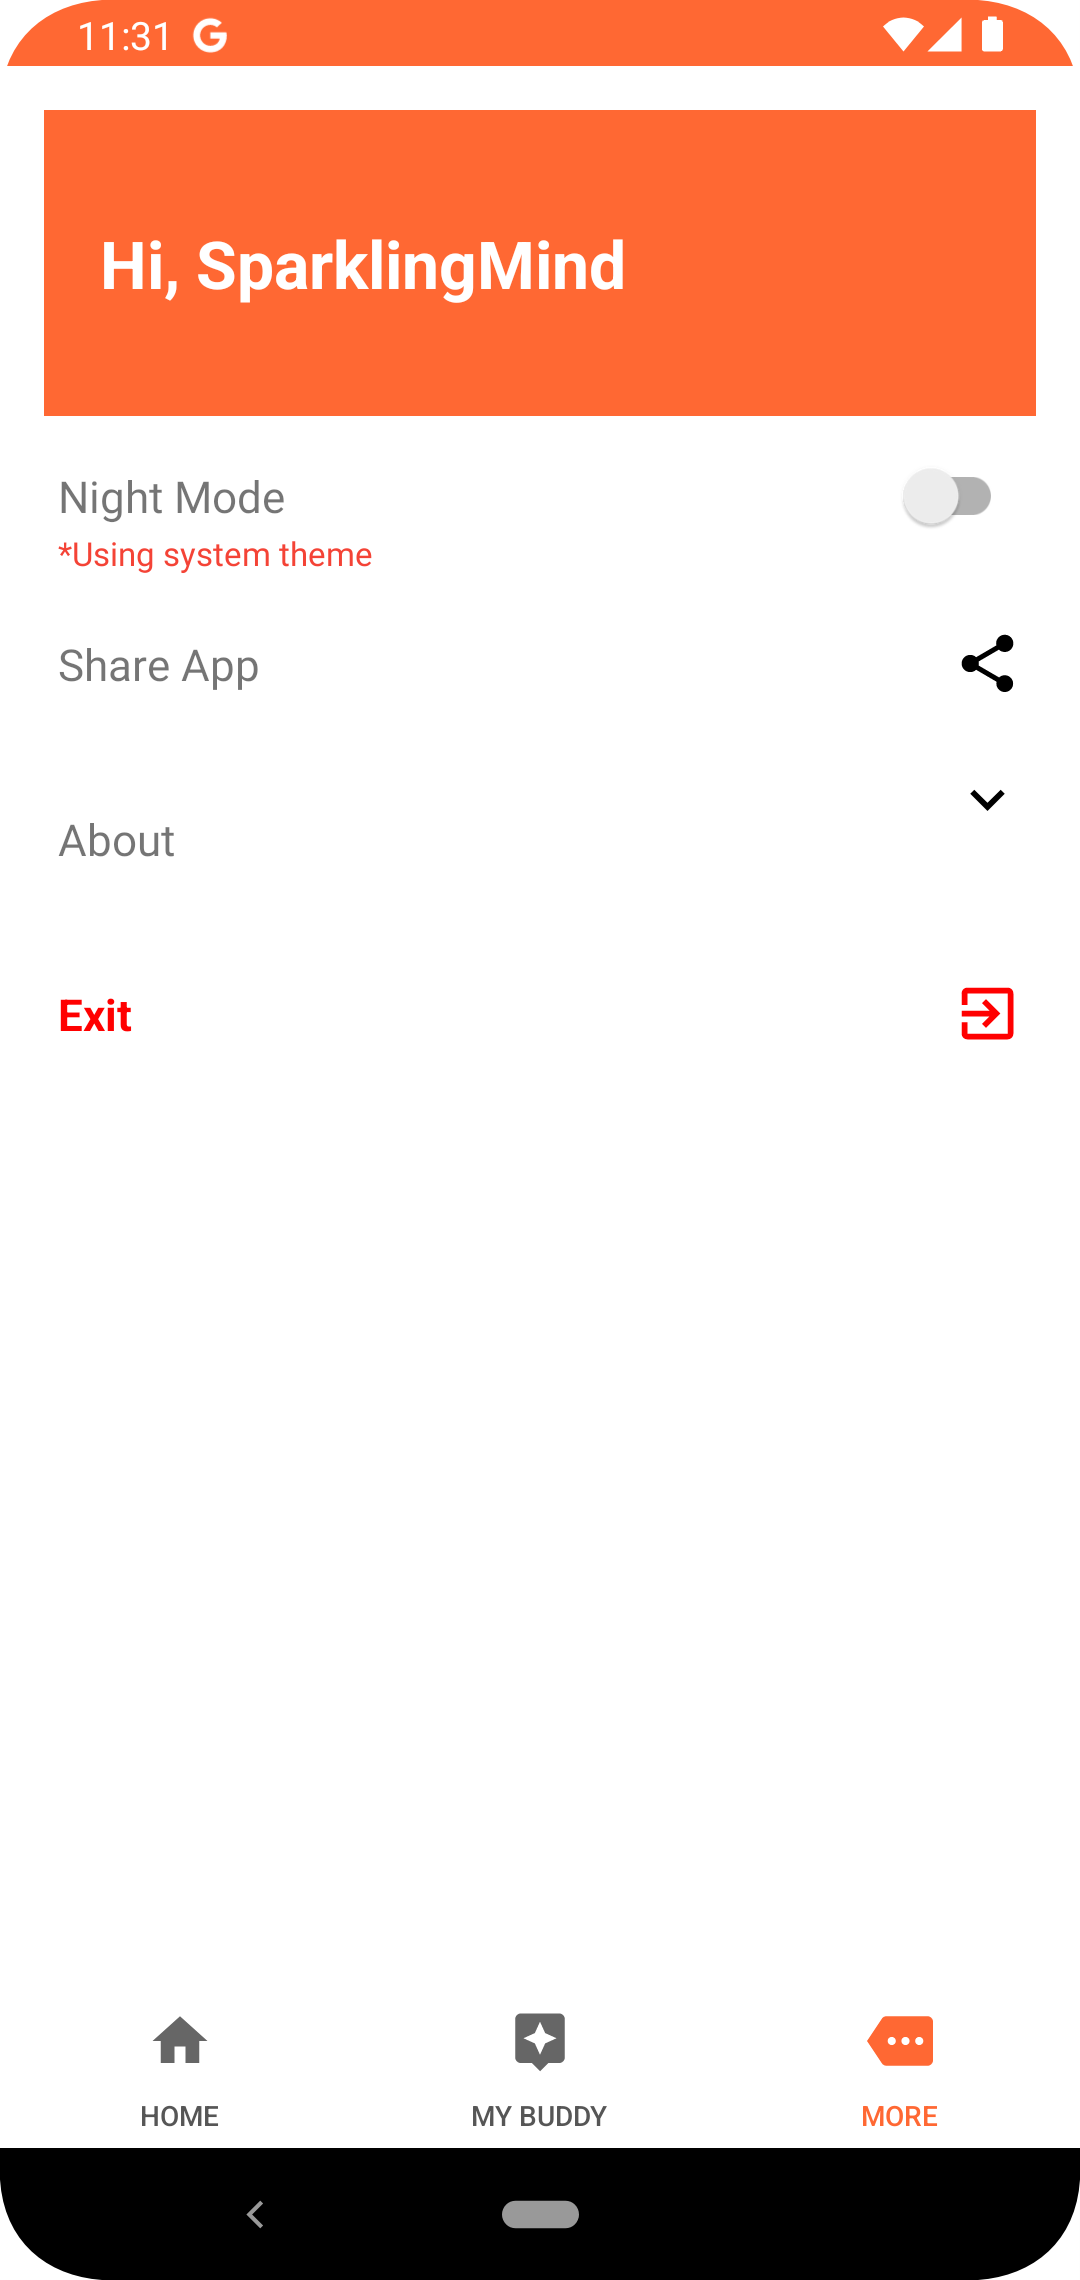 11:31
Hi, SparklingMind
Night Mode
*Using system theme
Share App
About
Exit
HOME
MY BUDDY
MORE